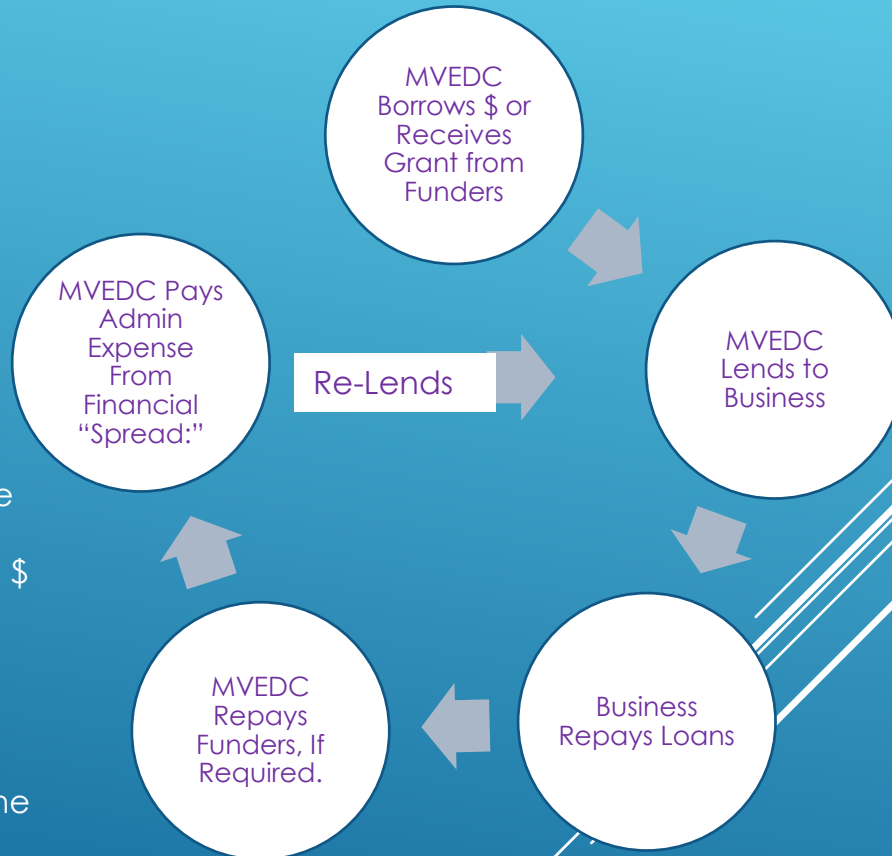 MVEDC
Borrows $ or
Receives
Grant from
Funders
MVEDC
Lends to
Business
Business
Repays Loans
MVEDC
Repays
Funders, If
Required.
MVEDC Pays
Admin
Expense
From
Financial
“Spread:”
Re-Lends
$